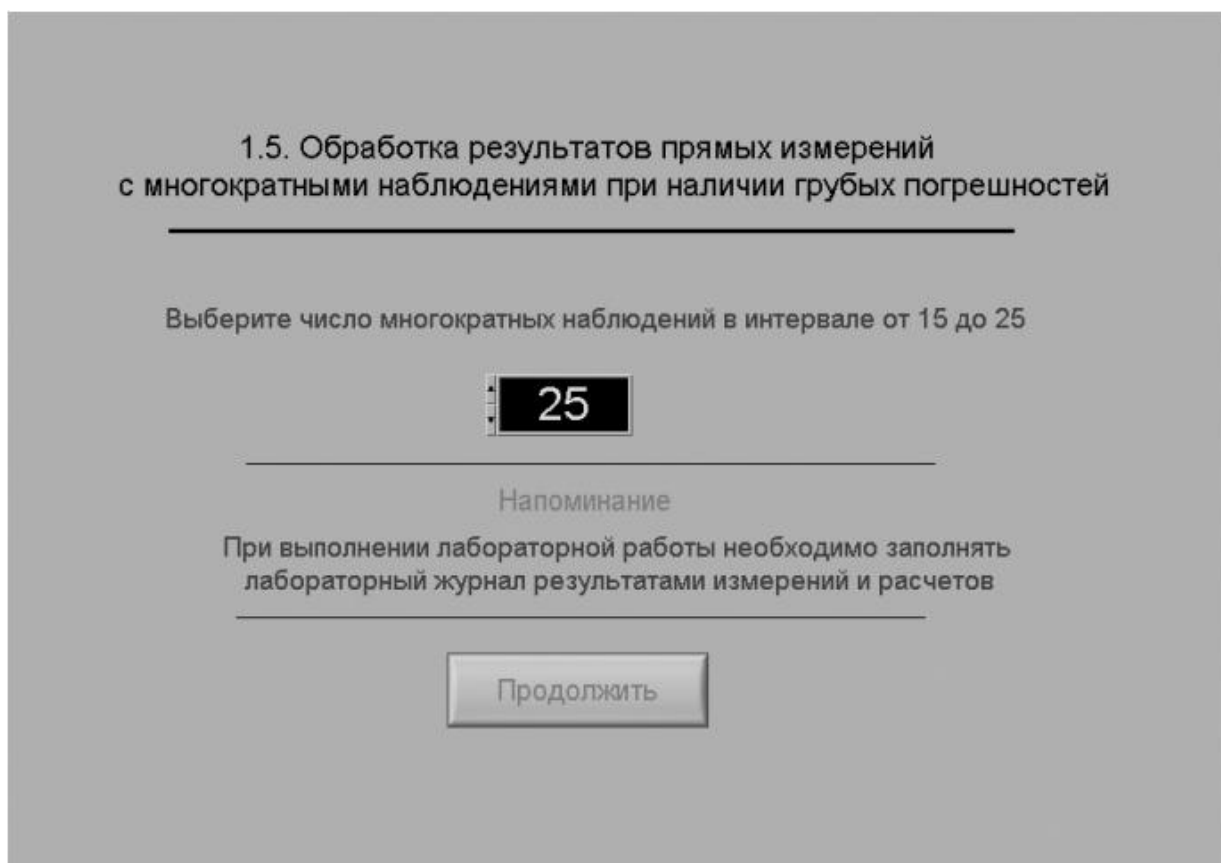 1.5. Обработка результатов прямых измерений
с многократными наблюдениями при наличии грубых погрешностей
Выберите число многократных наблюдений в интервале от 15 до 25
25
Напоминание
При выполнении лабораторной работы необходимо заполнять
лабораторный журнал результатами измерений и расчетов
Продолжить